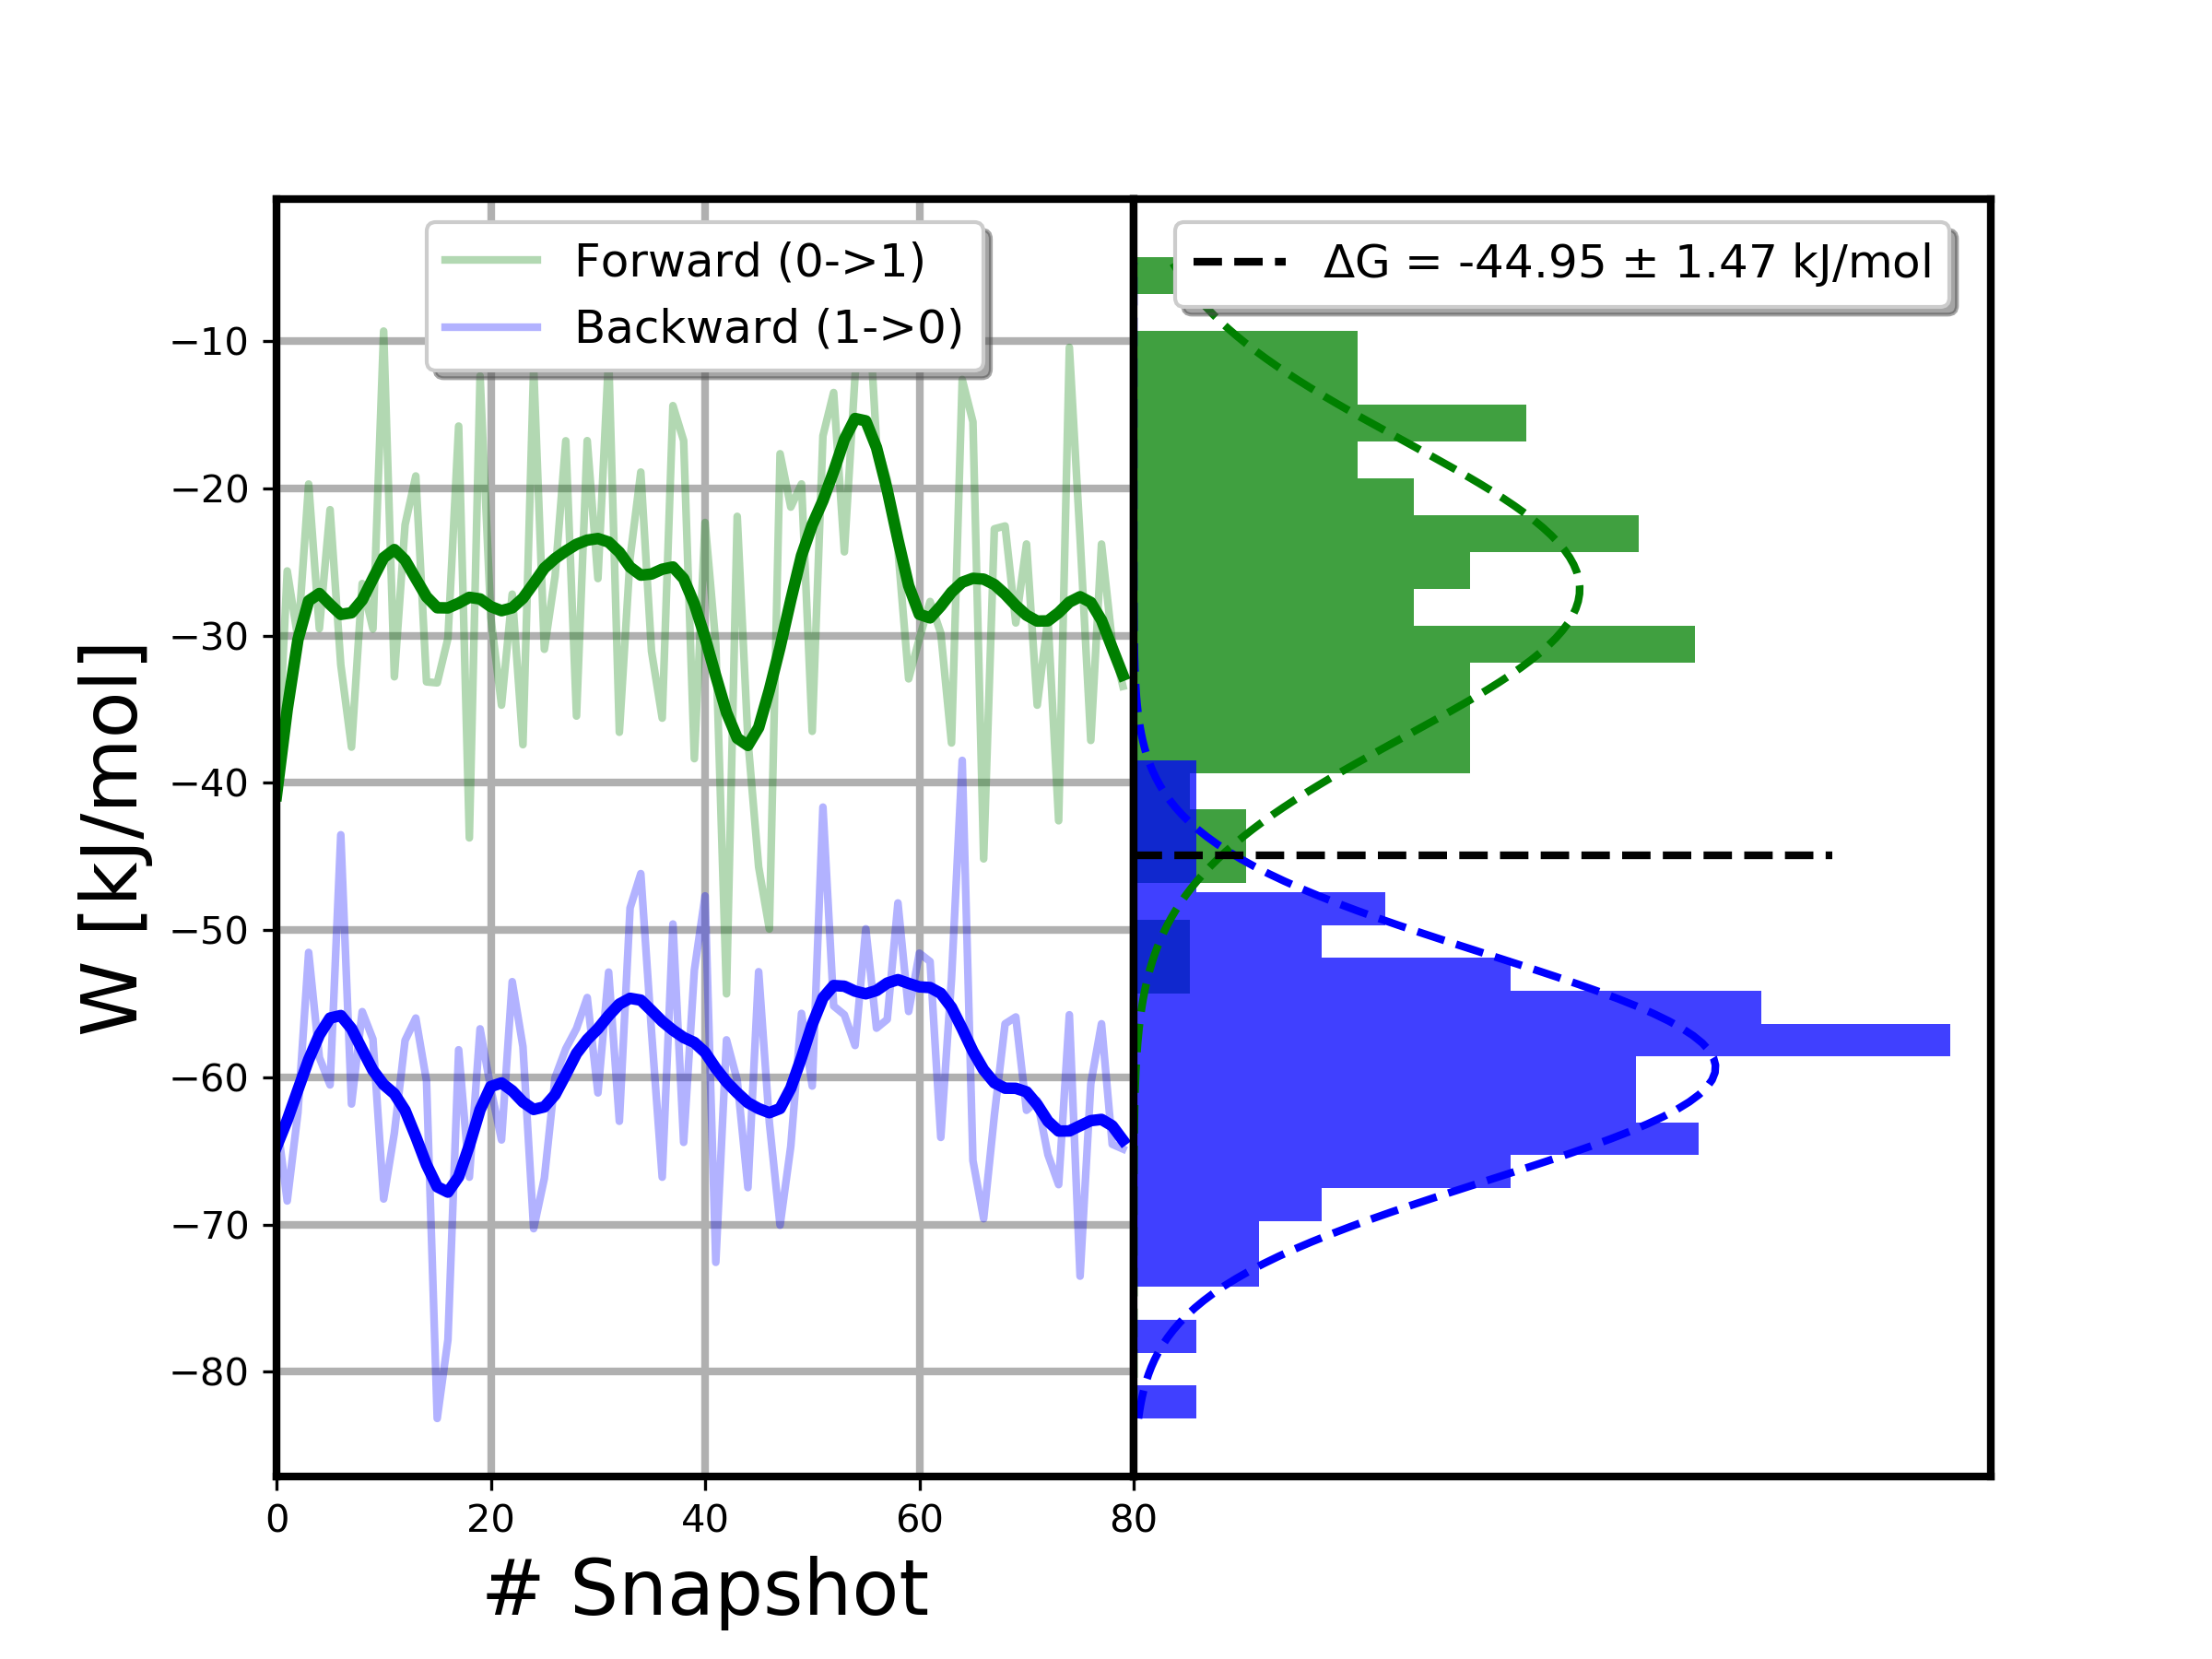 Forward (0->1)
Backward (1->0)
ΔG = -44.95 ± 1.47 kJ/mol
W [kJ/mol]
−10
−20
−30
−40
−50
−60
−70
−80
0 20 40 60 80
# Snapshot